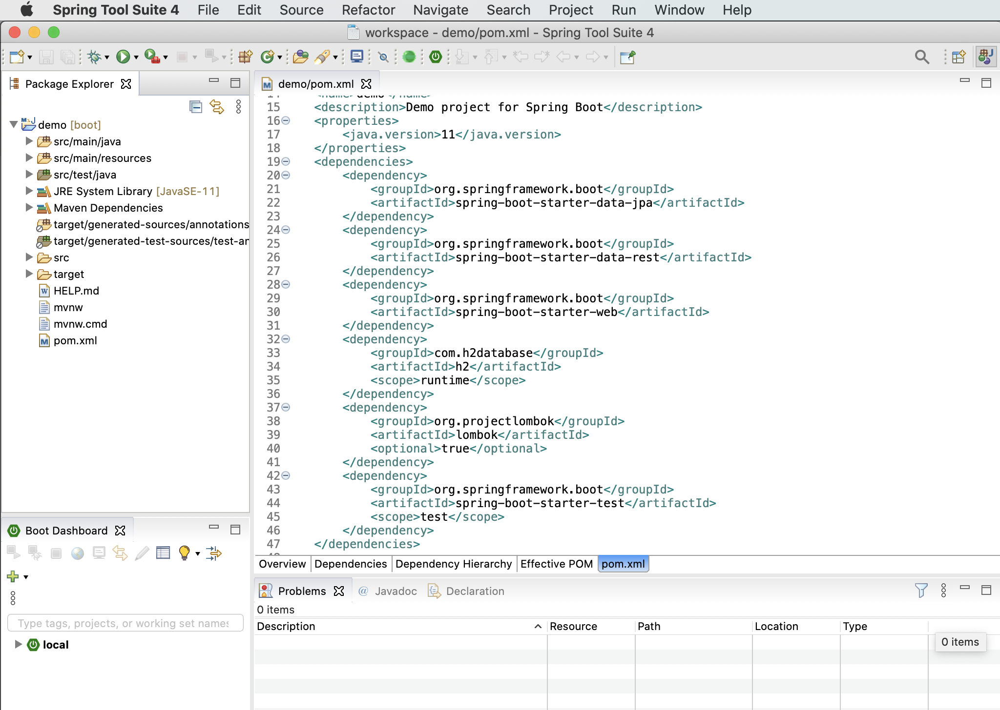 Spring Tool Suite 4 File Edit Source Refactor Navigate Search Project Run Window Help
workspace - demo/pom.xml - Spring Tool Suite 4
Package Explorer
demo [boot]
src/main/java
src/main/resources
src/test/java
JRE System Library [JavaSE-11]
Maven Dependencies
target/generated-sources/annotations
target/generated-test-sources/test-an
src
target
HELP.md
mvnw
mvnw.cmd
pom.xml
Boot Dashboard
Type tags, projects, or working set names
local
demo/pom.xml
14 <name>demo</name>
15 <description>Demo project for Spring Boot</description>
16 <properties>
17 <java.version>11</java.version>
18 </properties>
19 <dependencies>
20 <dependency>
21 <groupId>org.springframework.boot</groupId>
22 <artifactId>spring-boot-starter-data-jpa</artifactId>
23 </dependency>
24 <dependency>
25 <groupId>org.springframework.boot</groupId>
26 <artifactId>spring-boot-starter-data-rest</artifactId>
27 </dependency>
28 <dependency>
29 <groupId>org.springframework.boot</groupId>
30 <artifactId>spring-boot-starter-web</artifactId>
31 </dependency>
32 <dependency>
33 <groupId>com.h2database</groupId>
34 <artifactId>h2</artifactId>
35 <scope>runtime</scope>
36 </dependency>
37 <dependency>
38 <groupId>org.projectlombok</groupId>
39 <artifactId>lombok</artifactId>
40 <optional>true</optional>
41 </dependency>
42 <dependency>
43 <groupId>org.springframework.boot</groupId>
44 <artifactId>spring-boot-starter-test</artifactId>
45 <scope>test</scope>
46 </dependency>
47 </dependencies>
Overview Dependencies Dependency Hierarchy Effective POM pom.xml
Problems @ Javadoc Declaration
0 items
Description Resource Path Location Type
0 items